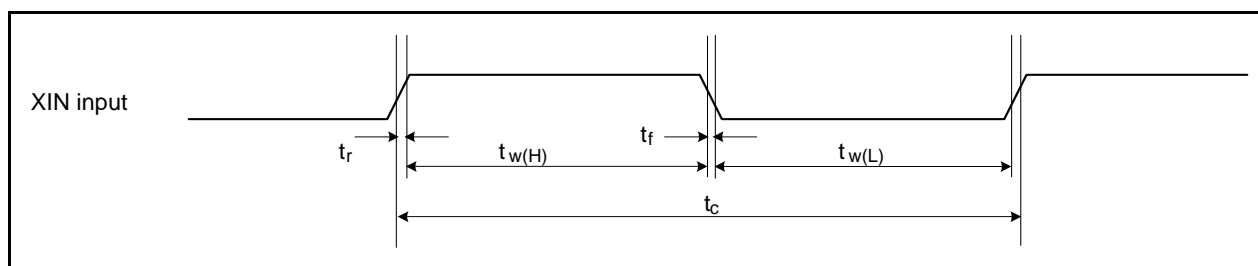 XIN input
tr
tw(H)
tf
tw(L)
tc